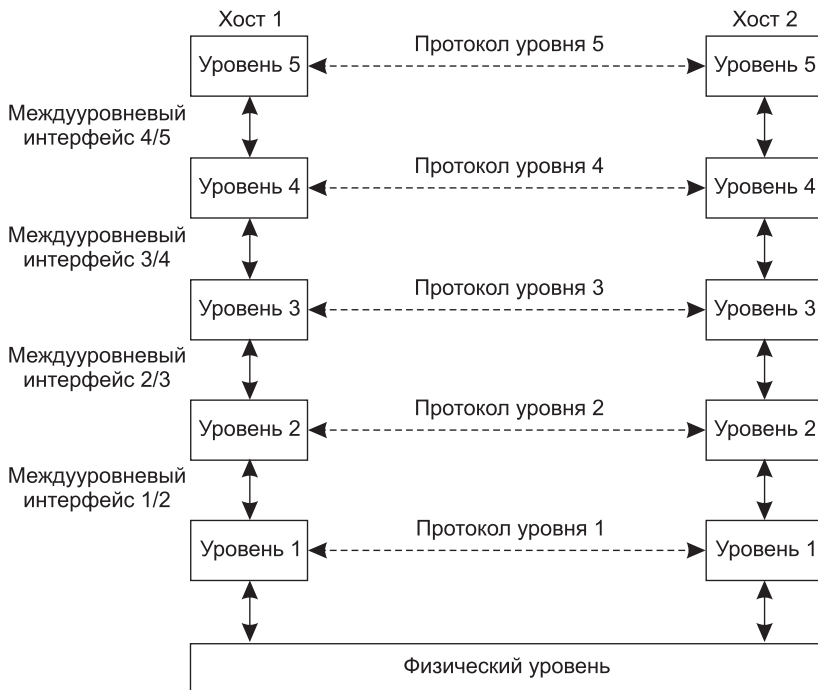 Хост 1
Хост 2
Уровень 5
Протокол уровня 5
Уровень 5
Междууровневый
интерфейс 4/5
Уровень 4
Протокол уровня 4
Уровень 4
Междууровневый
интерфейс 3/4
Уровень 3
Протокол уровня 3
Уровень 3
Междууровневый
интерфейс 2/3
Уровень 2
Протокол уровня 2
Уровень 2
Междууровневый
интерфейс 1/2
Уровень 1
Протокол уровня 1
Уровень 1
Физический уровень